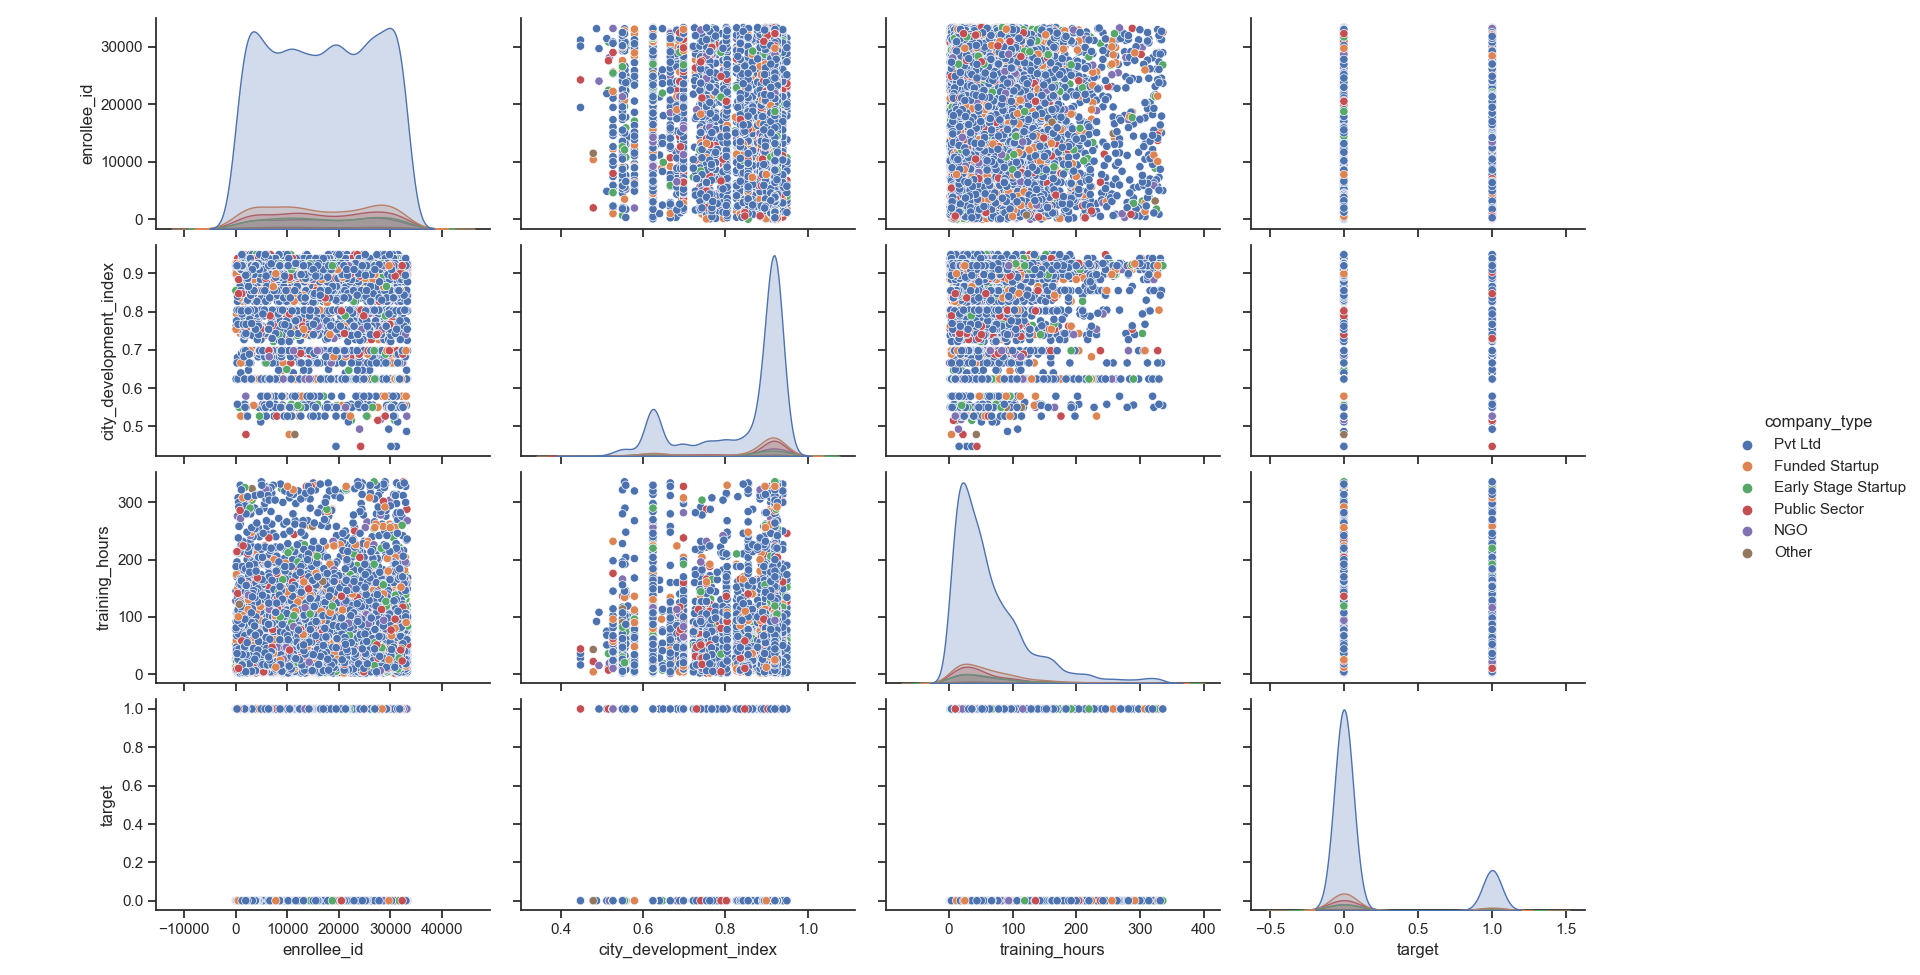 30000
20000
10000
0
enrollee_id
0.9
0.8
0.7
0.6
0.5
city_development_index
300
200
100
0
training_hours
1.0
0.8
0.6
0.4
0.2
0.0
target
−10000 0 10000 20000 30000 40000
enrollee_id
0.4 0.6 0.8 1.0
city_development_index
0 100 200 300 400
training_hours
−0.5 0.0 0.5 1.0 1.5
target
company_type
Pvt Ltd
Funded Startup
Early Stage Startup
Public Sector
NGO
Other